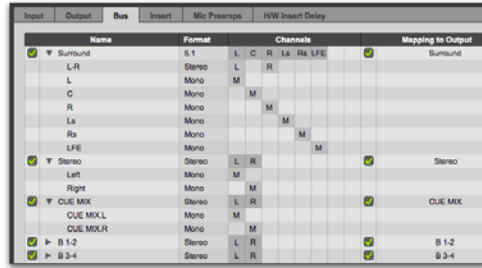 Input Output Bus Insert Mic Preamps H/W Insert Delay
Name Format Channels Mapping to Output
Surround 5.1 L C R Ls Rs LFE Surround
L-R Stereo L R
L Mono M
C Mono M
R Mono M
Ls Mono M
Rs Mono M
LFE Mono M
Stereo Stereo L R Stereo
Left Mono M
Right Mono M
CUE MIX Stereo L R CUE MIX
CUE MIX.L Mono M
CUE MIX.R Mono M
B 1-2 Stereo L R B 1-2
B 3-4 Stereo L R B 3-4